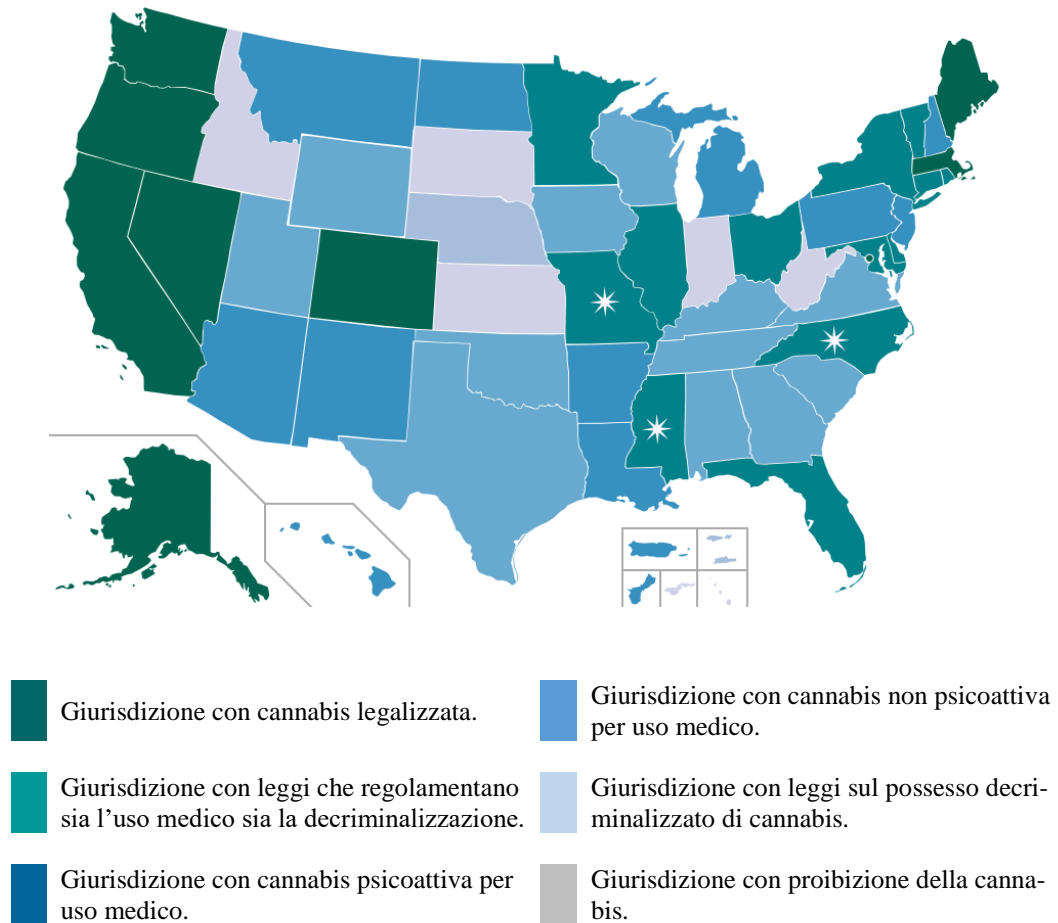 Giurisdizione con cannabis legalizzata.
Giurisdizione con cannabis non psicoattiva
per uso medico.
Giurisdizione con leggi che regolamentano
sia l’uso medico sia la decriminalizzazione.
Giurisdizione con leggi sul possesso decri-
minalizzato di cannabis.
Giurisdizione con cannabis psicoattiva per
uso medico.
Giurisdizione con proibizione della canna-
bis.